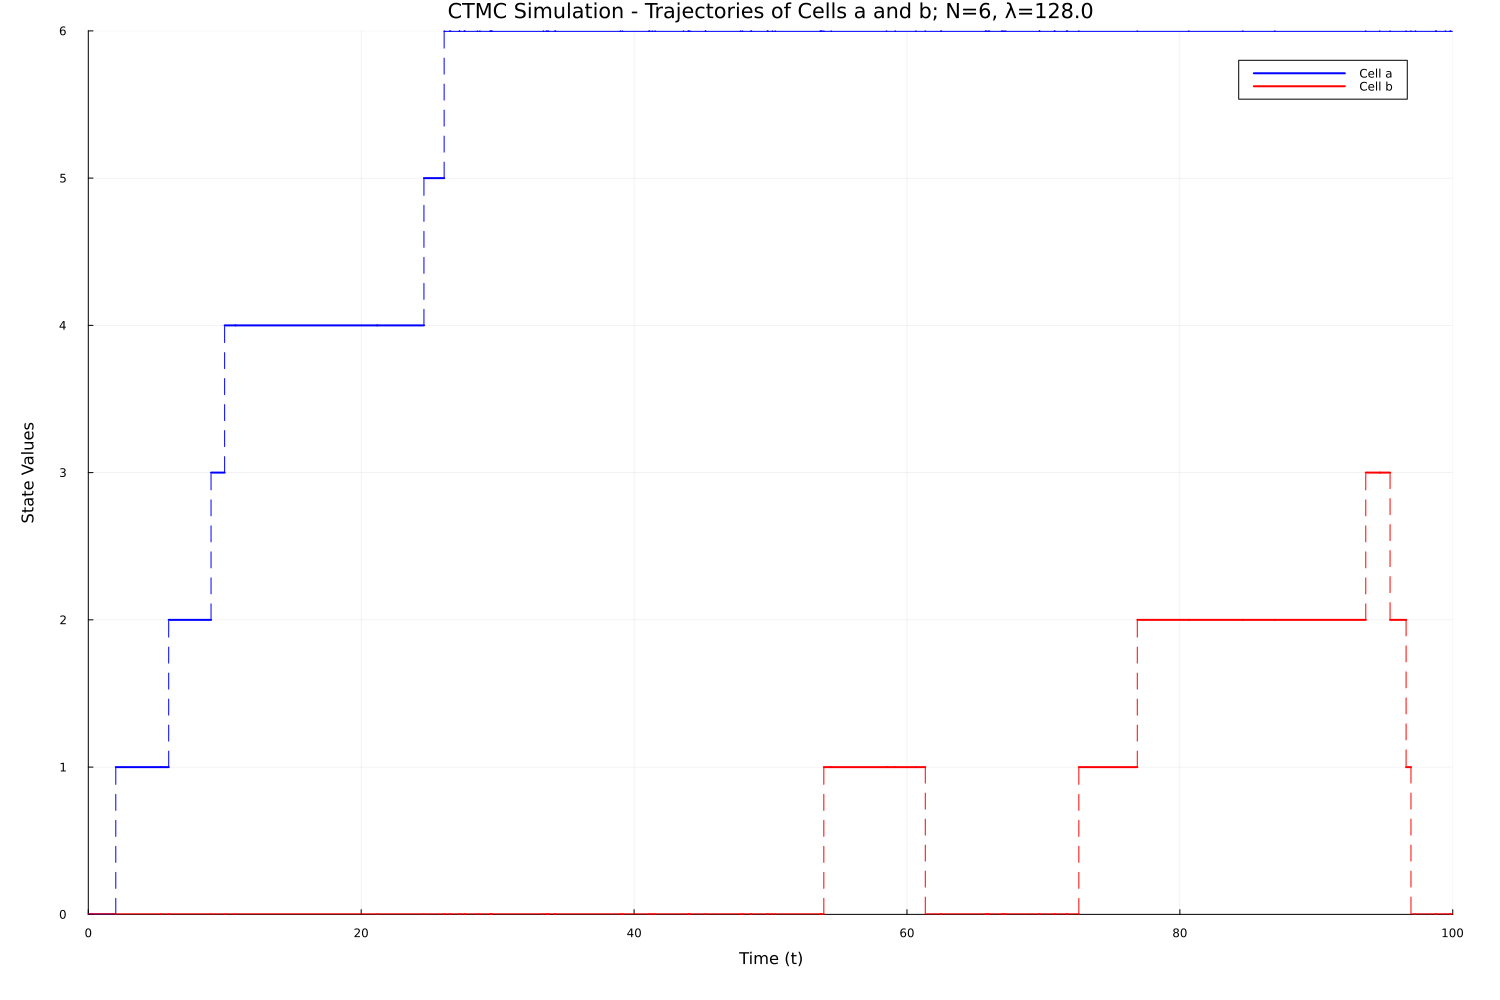 CTMC Simulation - Trajectories of Cells a and b; N=6, λ=128.0
6
5
4
3
2
1
0
State Values
Cell a
Cell b
0 20 40 60 80 100
Time (t)